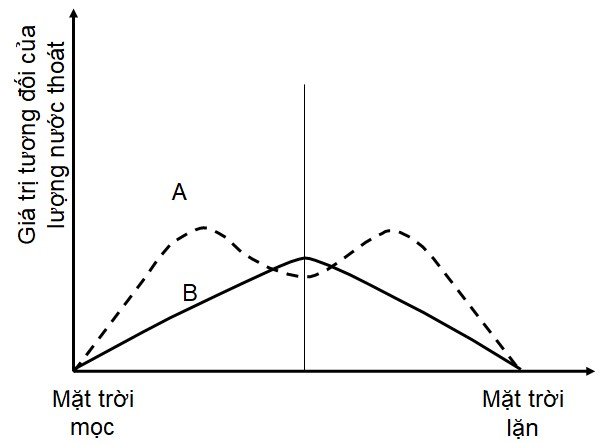 Giá trị tương đối của
lượng nước thoát
A
B
Mặt trời
mọc
Mặt trời
lặn